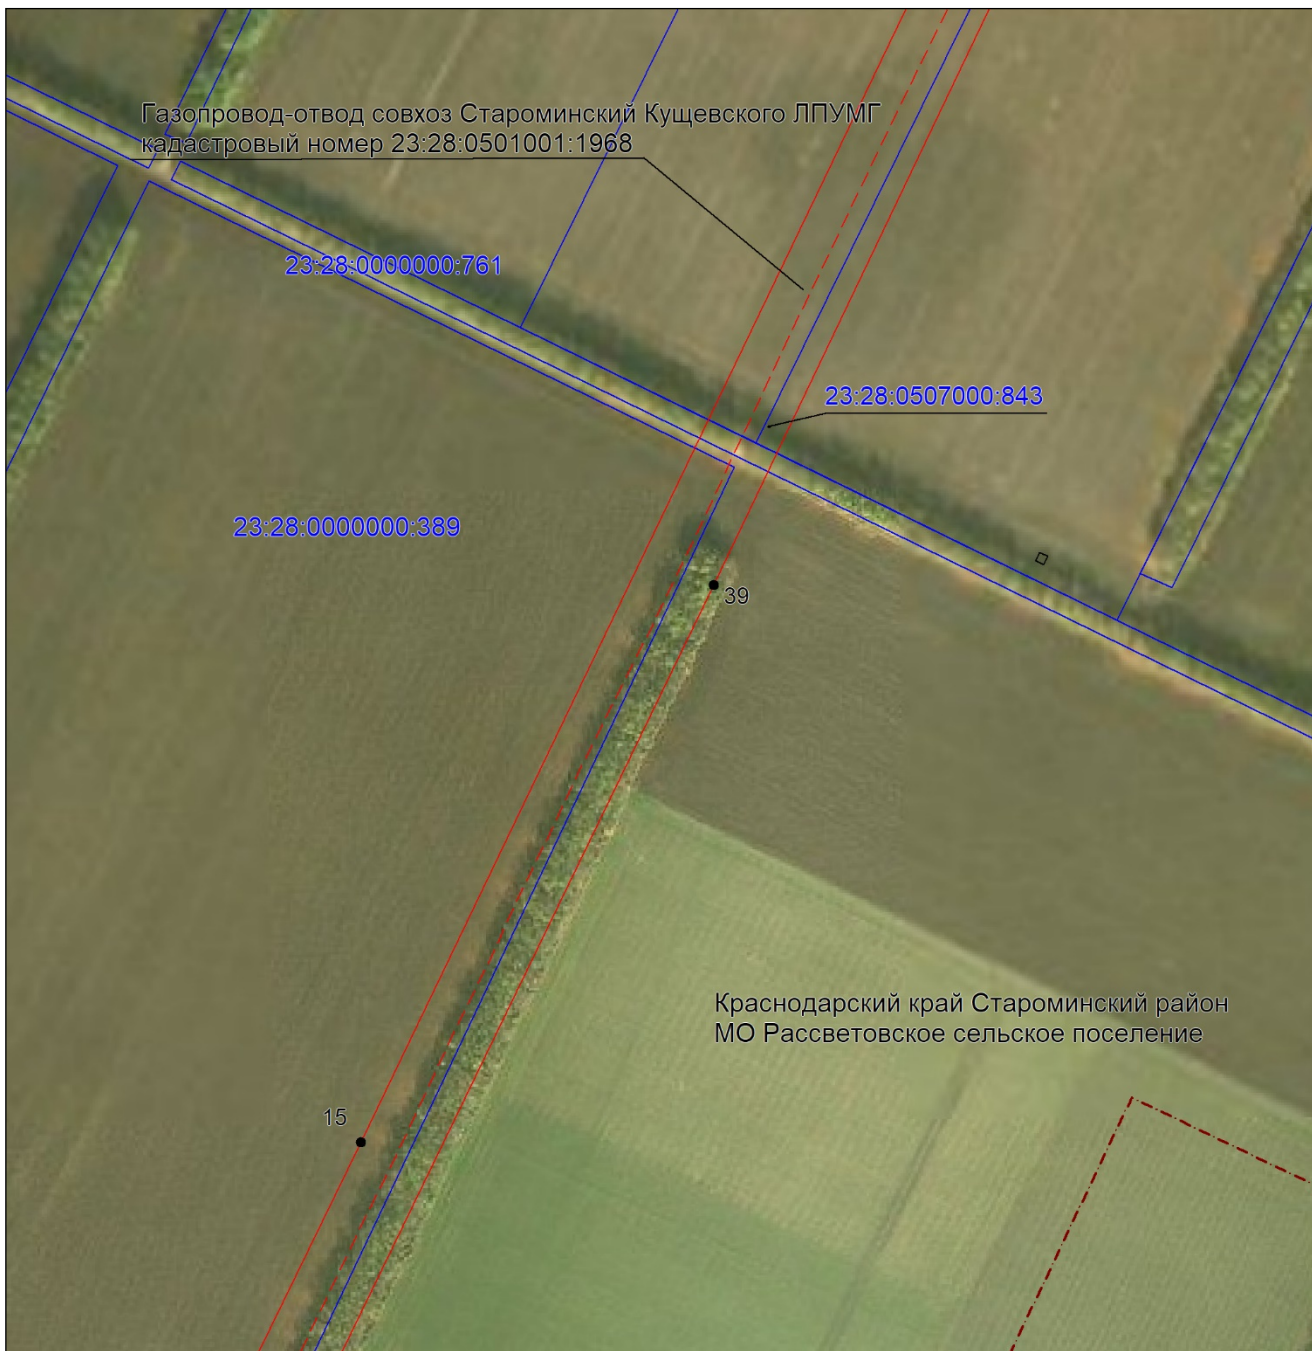 Газопровод-отвод совхоз Староминский Кущевского ЛПУМГ
кадастровый номер 23:28:0501001:1968
23:28:0000000:761
23:28:0507000:843
23:28:0000000:389
39
Краснодарский край Староминский район
МО Рассветовское сельское поселение
15